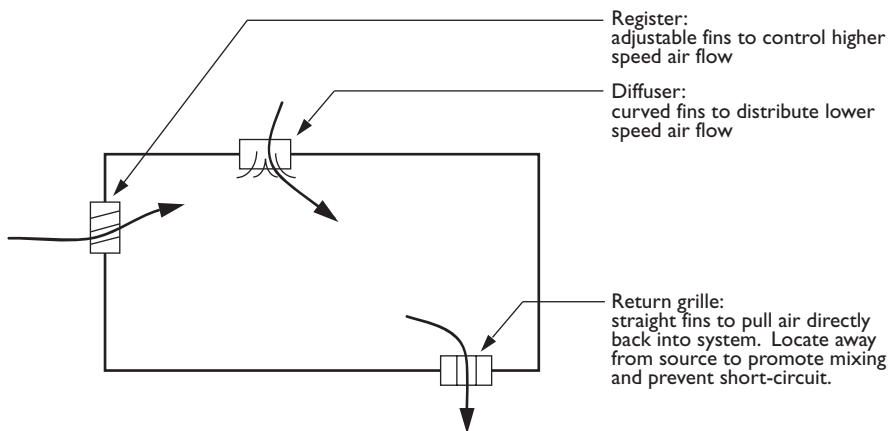 Register:
adjustable fins to control higher
speed air flow
Diffuser:
curved fins to distribute lower
speed air flow
Return grille:
straight fins to pull air directly
back into system.  Locate away
from source to promote mixing
and prevent short-circuit.